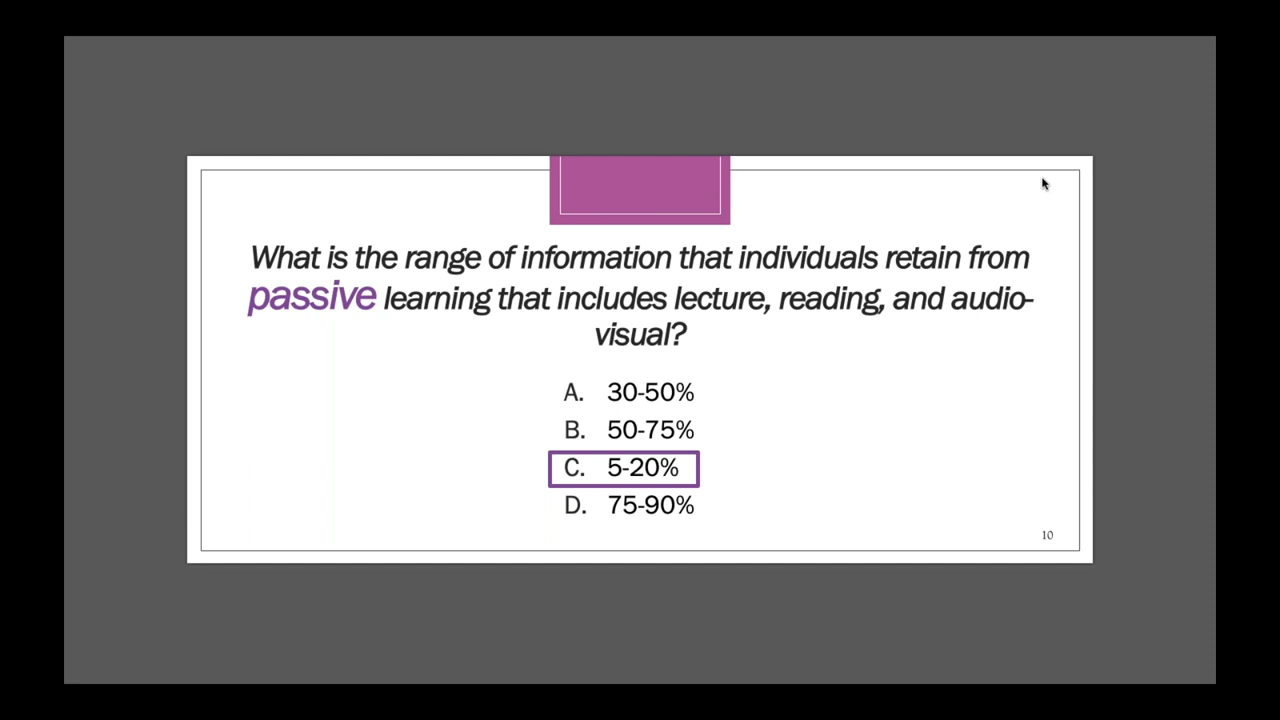 What is the range of information that individuals retain from
passive learning that includes lecture, reading, and audio-
visual?
A. 30-50%
B. 50-75%
C. 5-20%
D. 75-90%
10